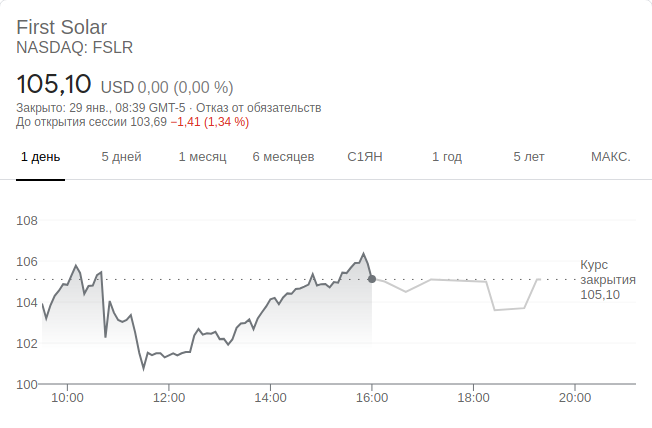 First Solar
NASDAQ: FSLR
105,10 USD 0,00 (0,00 %)
Закрыто: 29 янв., 08:39 GMT-5 · Отказ от обязательств
До открытия сессии 103,69 −1,41 (1,34 %)
1 день 5 дней 1 месяц 6 месяцев С1ЯН 1 год 5 лет МАКС.
108
106
104
102
100
Курс
закрытия
105,10
10:00 12:00 14:00 16:00 18:00 20:00